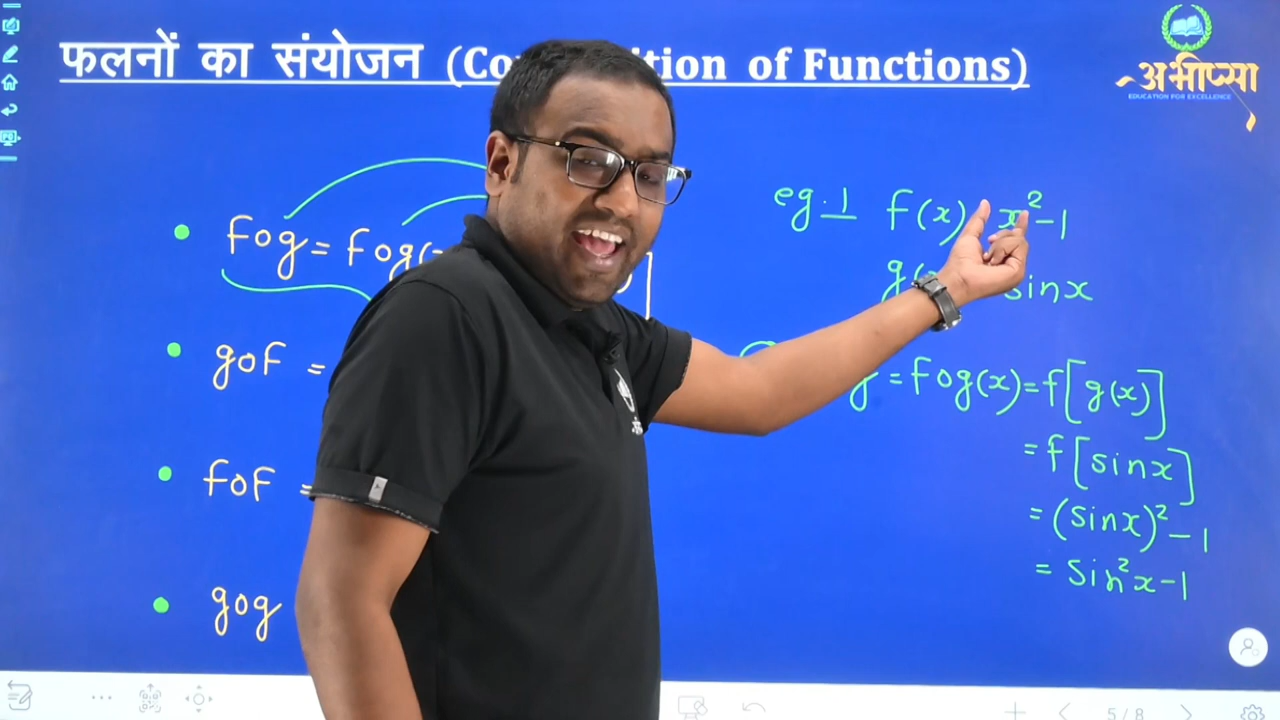 फलनों का संयोजन (Co tion of Functions)
अभीप्सा
EDUCATION FOR EXCELLENCE
fog = fog(
gof =
fof =
gog
eg.1 f(x) x²-1
g( sinx
g = fog(x) = f[g(x)]
= f[sinx]
= (sinx)²-1
= sin²x-1
5/8